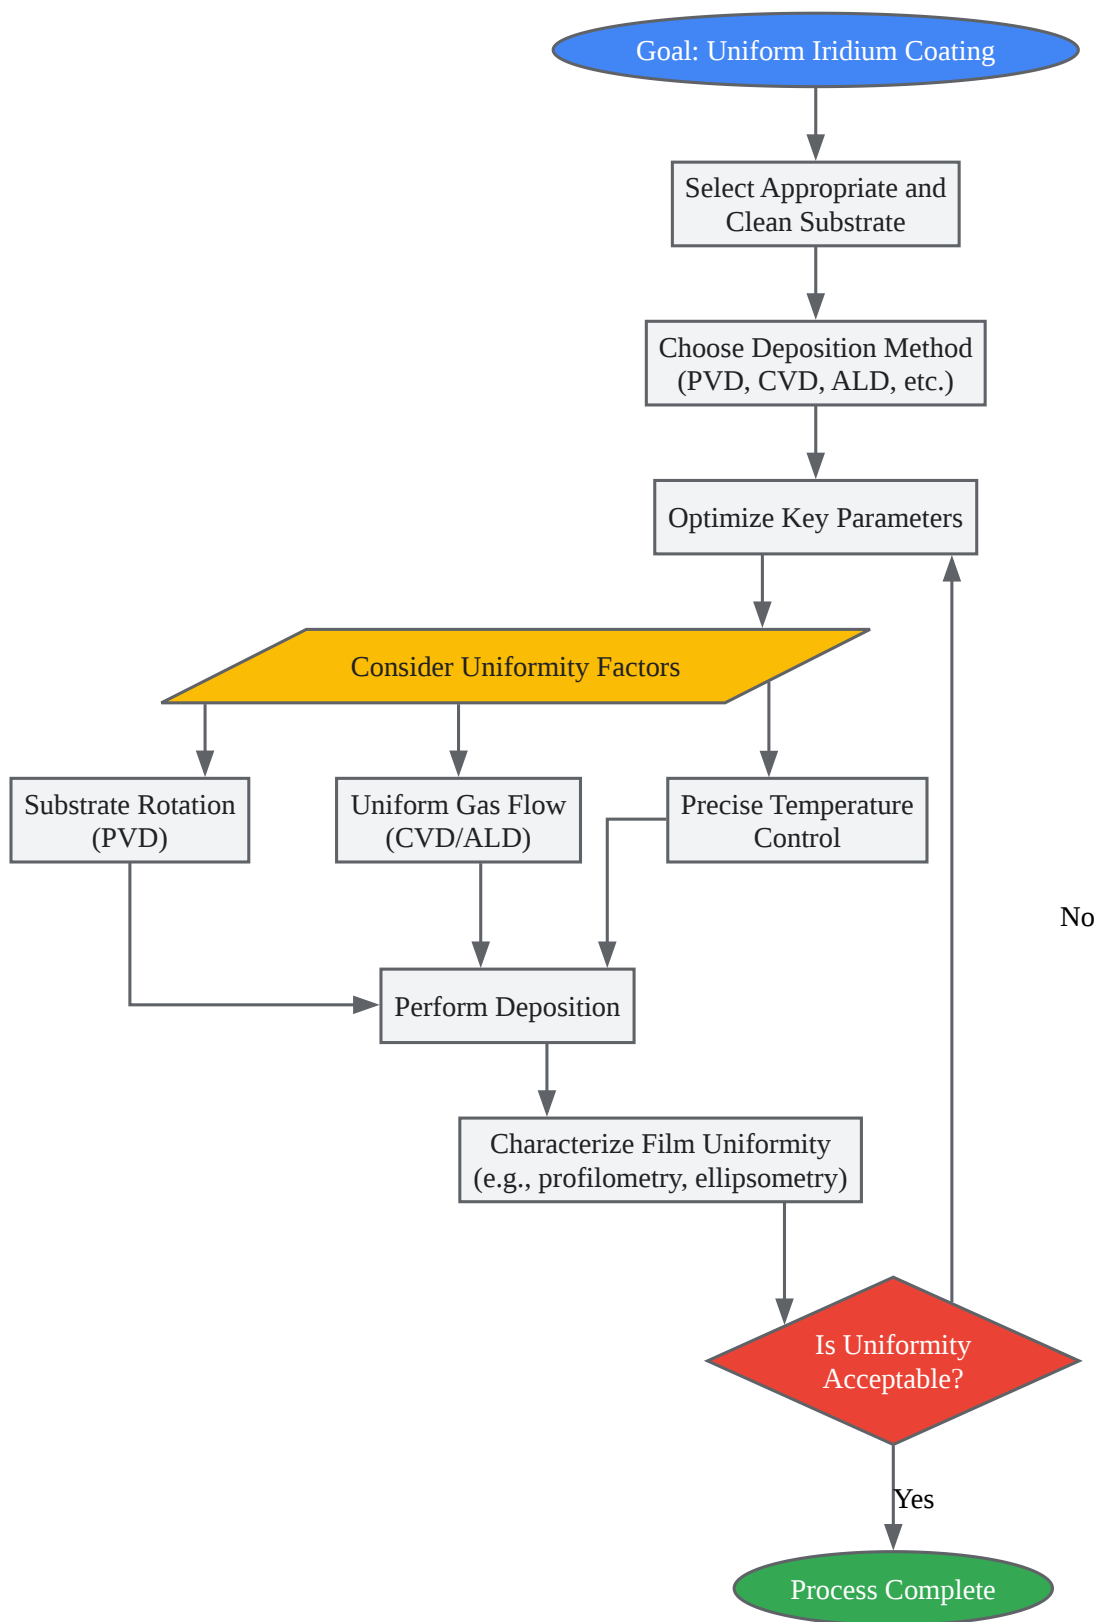 Goal: Uniform Iridium Coating
Select Appropriate and
Clean Substrate
Choose Deposition Method
(PVD, CVD, ALD, etc.)
Optimize Key Parameters
Consider Uniformity Factors
Substrate Rotation
(PVD)
Uniform Gas Flow
(CVD/ALD)
Precise Temperature
Control
No
Perform Deposition
Characterize Film Uniformity
(e.g., profilometry, ellipsometry)
Is Uniformity
Acceptable?
Yes
Process Complete